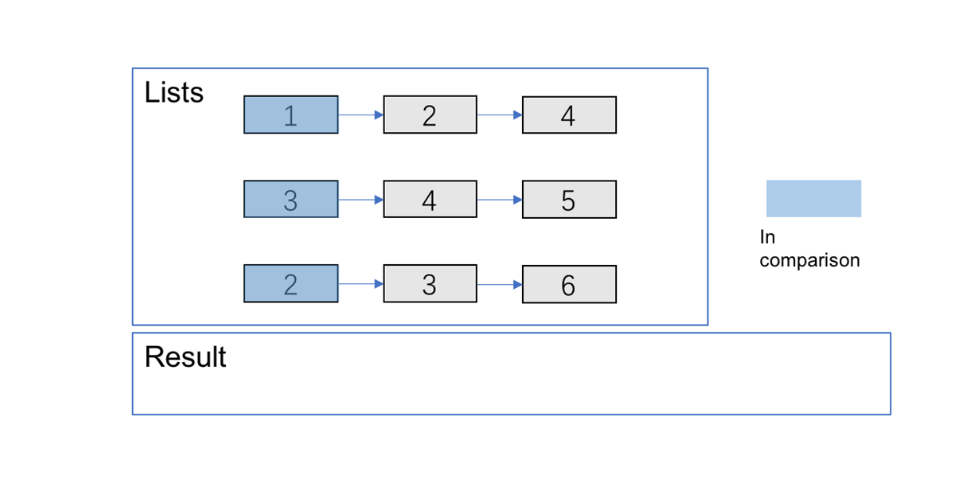 Lists
1 2 4
3 4 5
2 3 6
In
comparison
Result